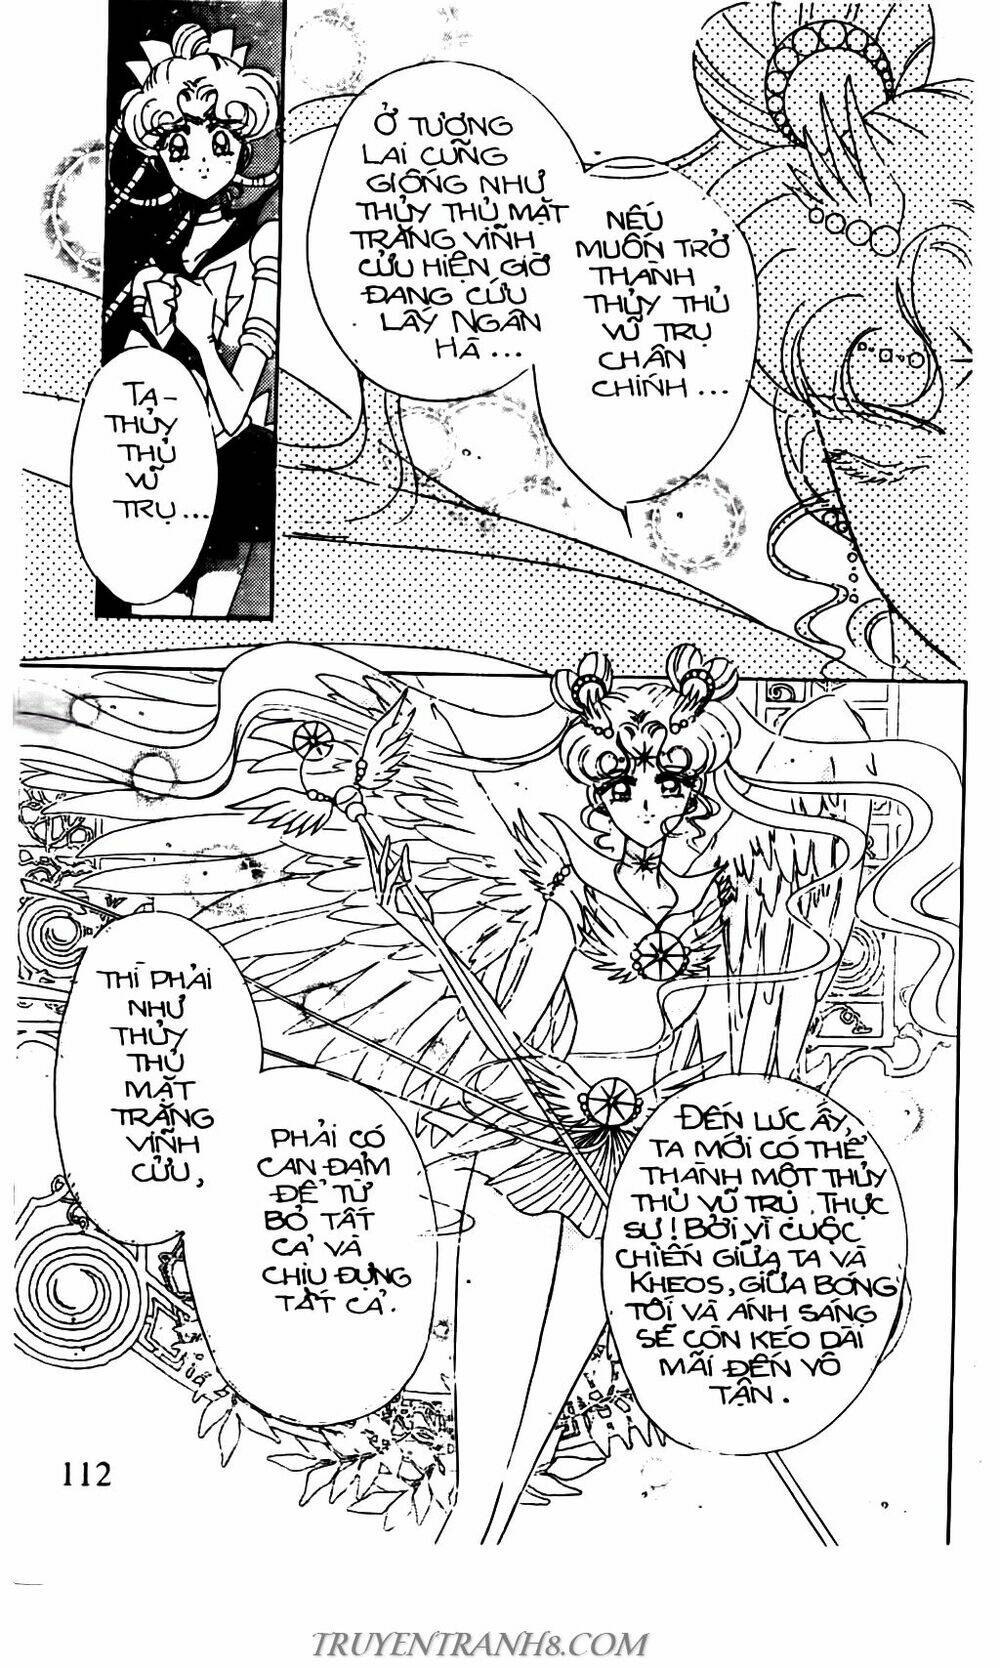 NẾU
MUỐN TRỞ
THÀNH
THỦY THỦ
VŨ TRỤ
CHÂN
CHÍNH...
Ở TƯƠNG
LAI CŨNG
GIỐNG NHƯ
THỦY THỦ MẶT
TRĂNG VĨNH
CỬU HIỆN GIỜ
ĐANG CỨU
LẤY NGÂN
HÀ...
TA-
THỦY
THỦ
VŨ
TRỤ...
ĐẾN LÚC ẤY,
TA MỚI CÓ THỂ
THÀNH MỘT THỦY
THỦ VŨ TRỤ. THỰC
SỰ! BỞI VÌ CUỘC
CHIẾN GIỮA TA VÀ
KHEOS, GIỮA BÓNG
TỐI VÀ ÁNH SÁNG
SẼ CÒN KÉO DÀI
MÃI ĐẾN VÔ
TẬN.
THÌ PHẢI
NHƯ
THỦY
THỦ
MẶT
TRĂNG
VĨNH
CỬU,
PHẢI CÓ
CAN ĐẢM
ĐỂ TỪ
BỎ TẤT
CẢ VÀ
CHỊU ĐỰNG
TẤT CẢ.
112
TRUYENTRANH8.COM